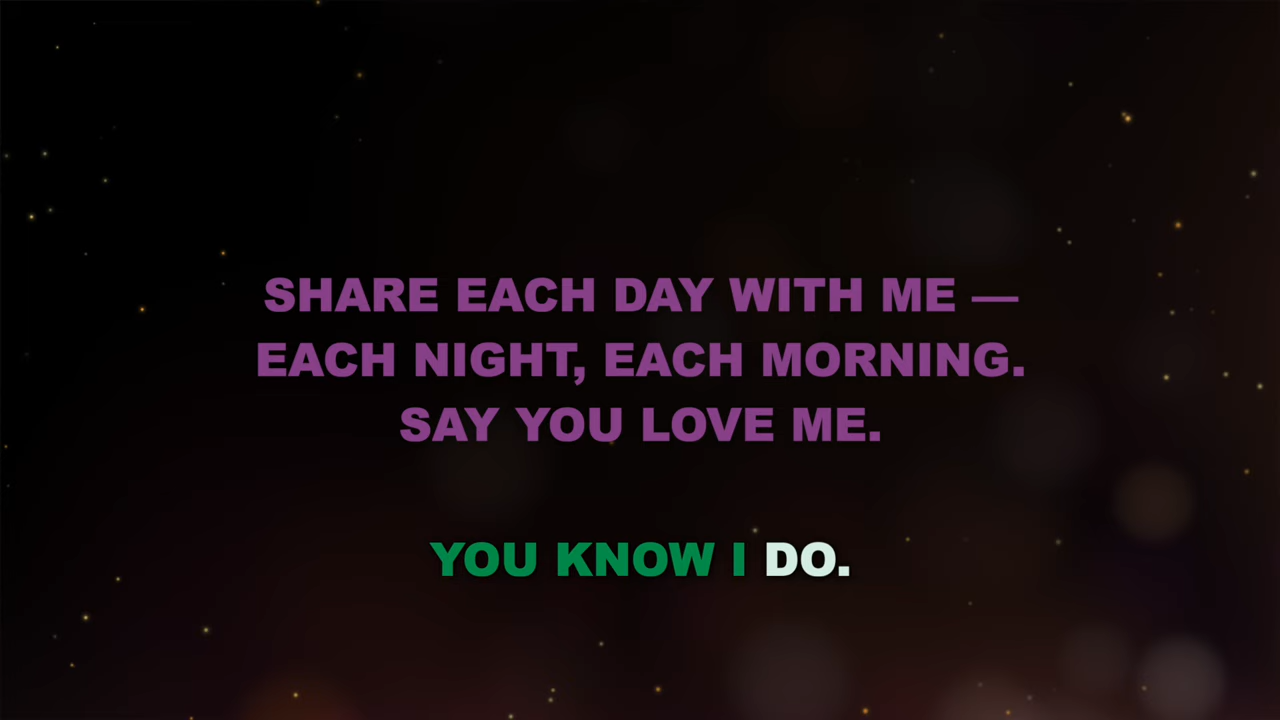 SHARE EACH DAY WITH ME —
EACH NIGHT, EACH MORNING.
SAY YOU LOVE ME.
YOU KNOW I DO.